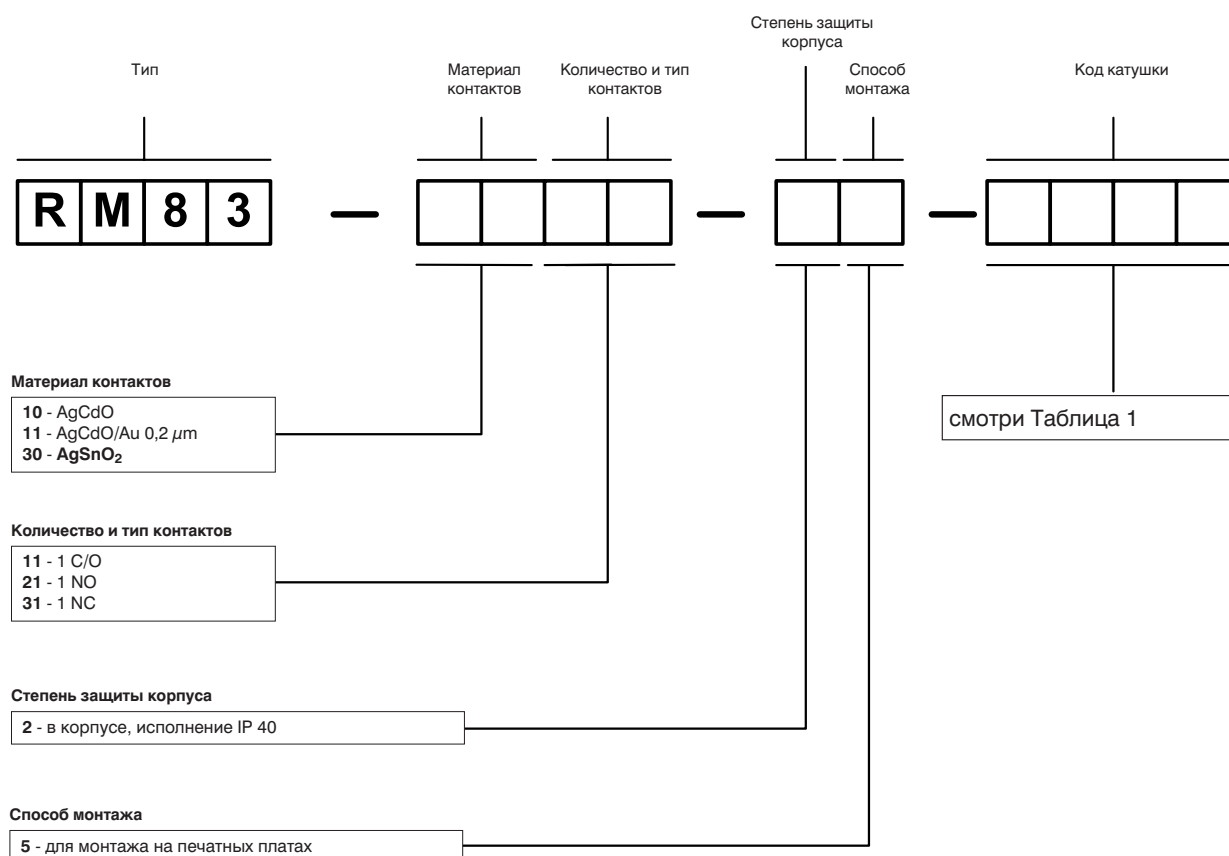 Степень защиты
корпуса
Тип
Материал
контактов
Количество и тип
контактов
Способ
монтажа
Код катушки
RM83 – – –
Материал контактов
10 - AgCdO
11 - AgCdO/Au 0,2 µm
30 - AgSnO₂
смотри Таблица 1
Количество и тип контактов
11 - 1 C/O
21 - 1 NO
31 - 1 NC
Степень защиты корпуса
2 - в корпусе, исполнение IP 40
Способ монтажа
5 - для монтажа на печатных платах